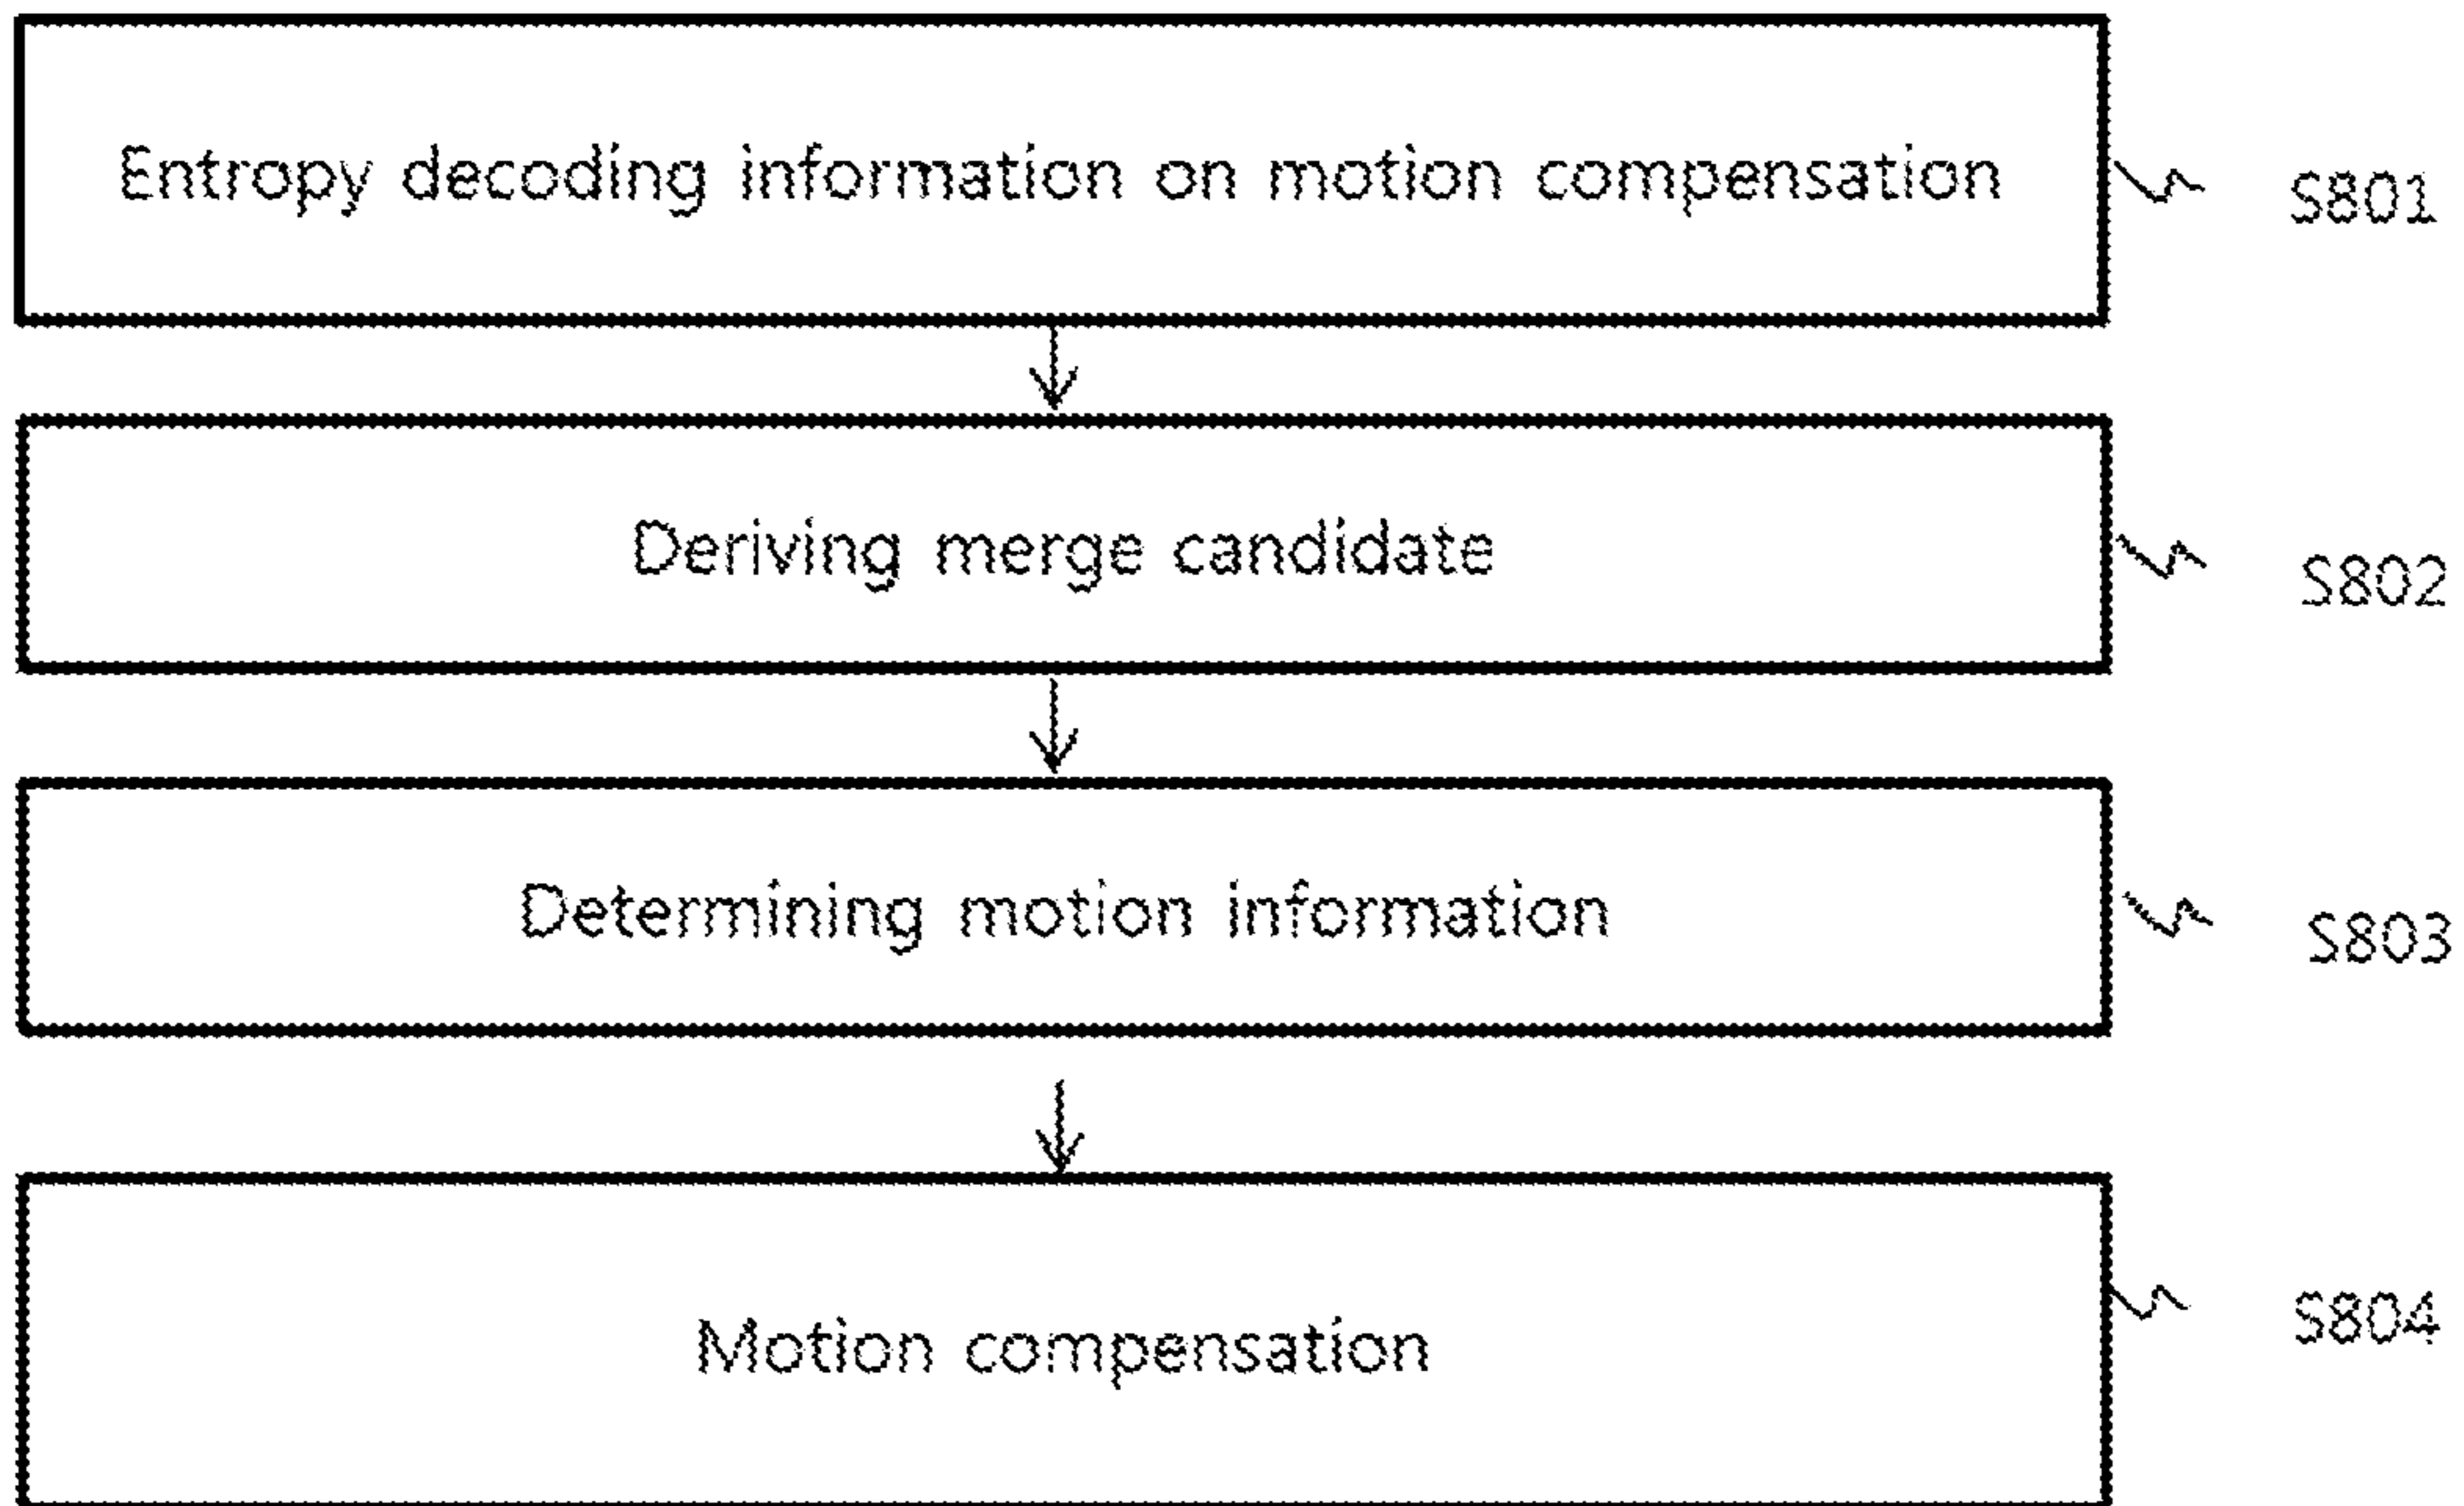 Entropy decoding information on motion compensation
S801
Deriving merge candidate
S802
Determining motion information
S803
Motion compensation
S804